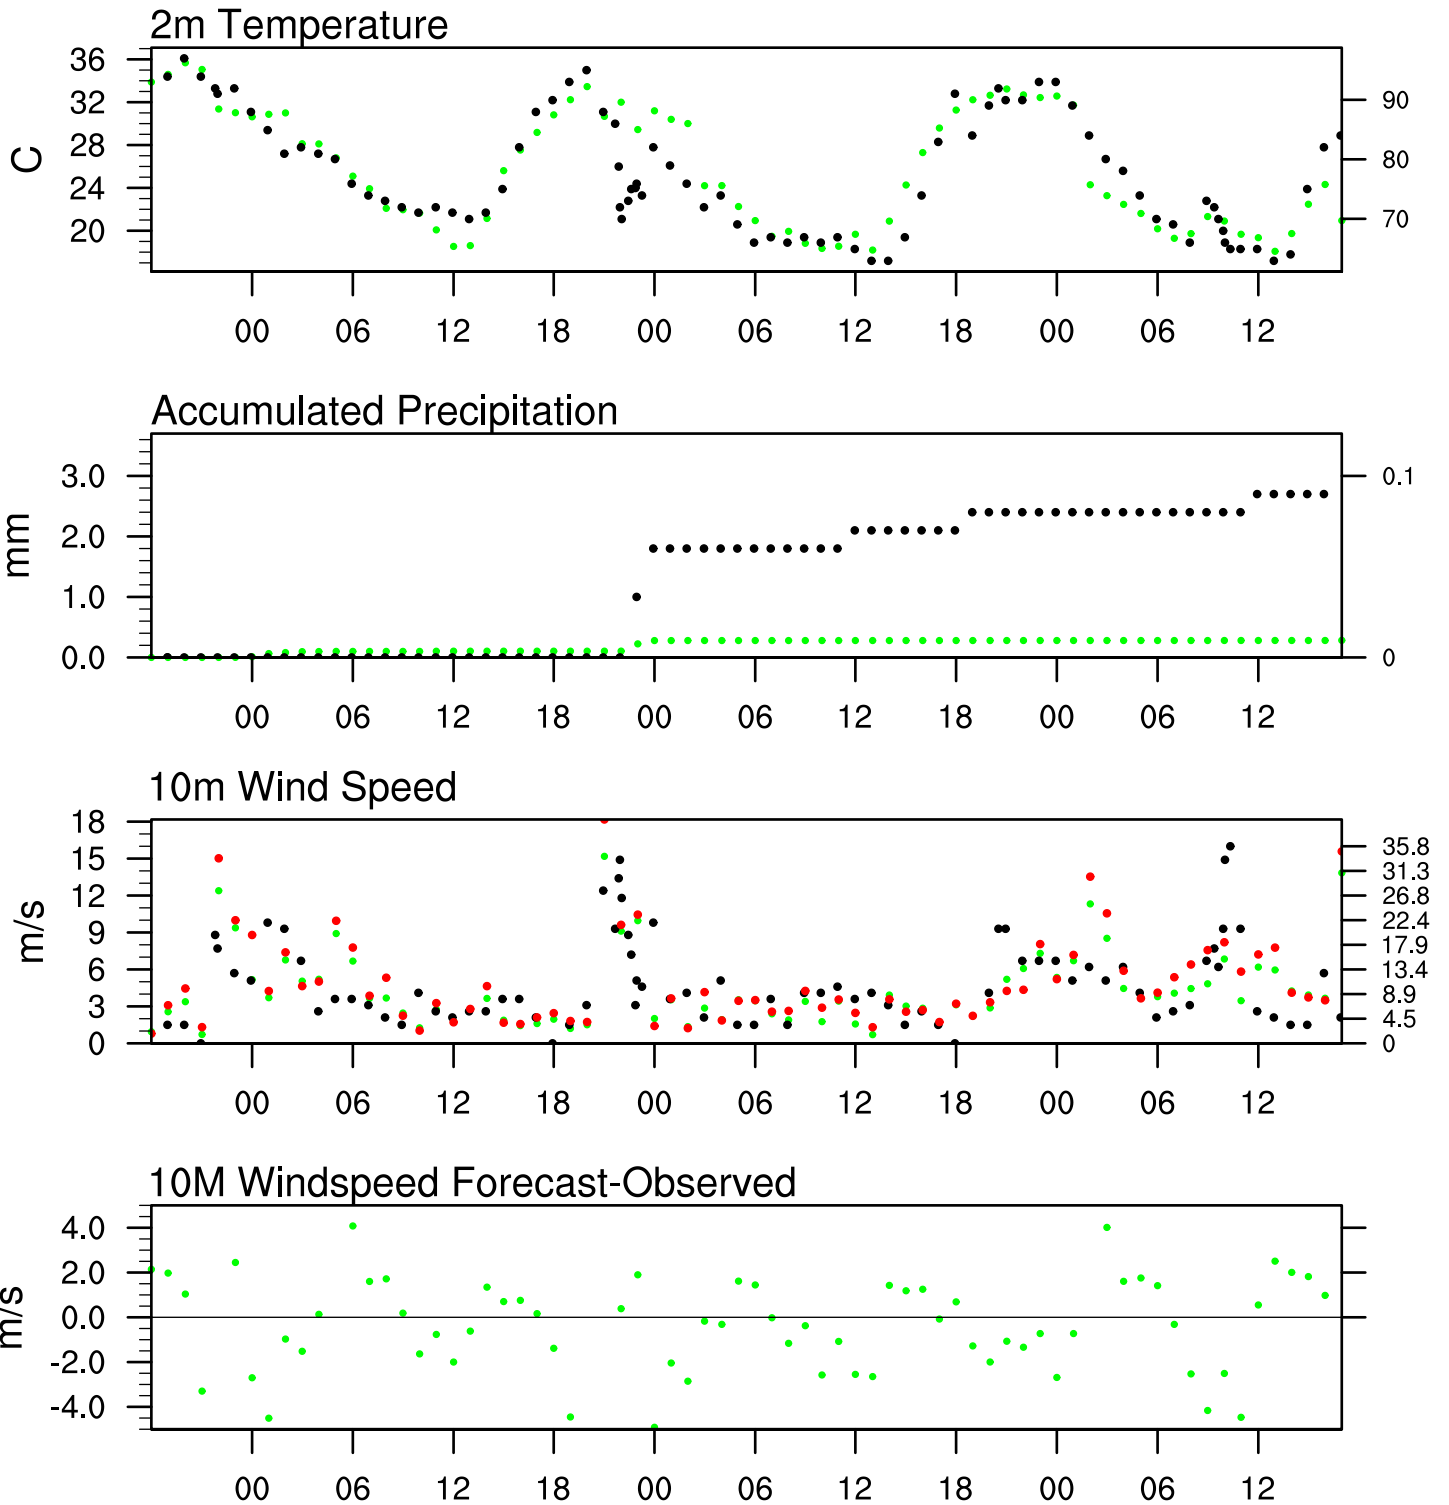 2m Temperature
36
32
28
24
20
C
90
80
70
00 06 12 18 00 06 12 18 00 06 12
Accumulated Precipitation
3.0
2.0
1.0
0.0
mm
0.1
0
00 06 12 18 00 06 12 18 00 06 12
10m Wind Speed
18
15
12
9
6
3
0
m/s
35.8
31.3
26.8
22.4
17.9
13.4
8.9
4.5
0
00 06 12 18 00 06 12 18 00 06 12
10M Windspeed Forecast-Observed
4.0
2.0
0.0
-2.0
-4.0
m/s
00 06 12 18 00 06 12 18 00 06 12